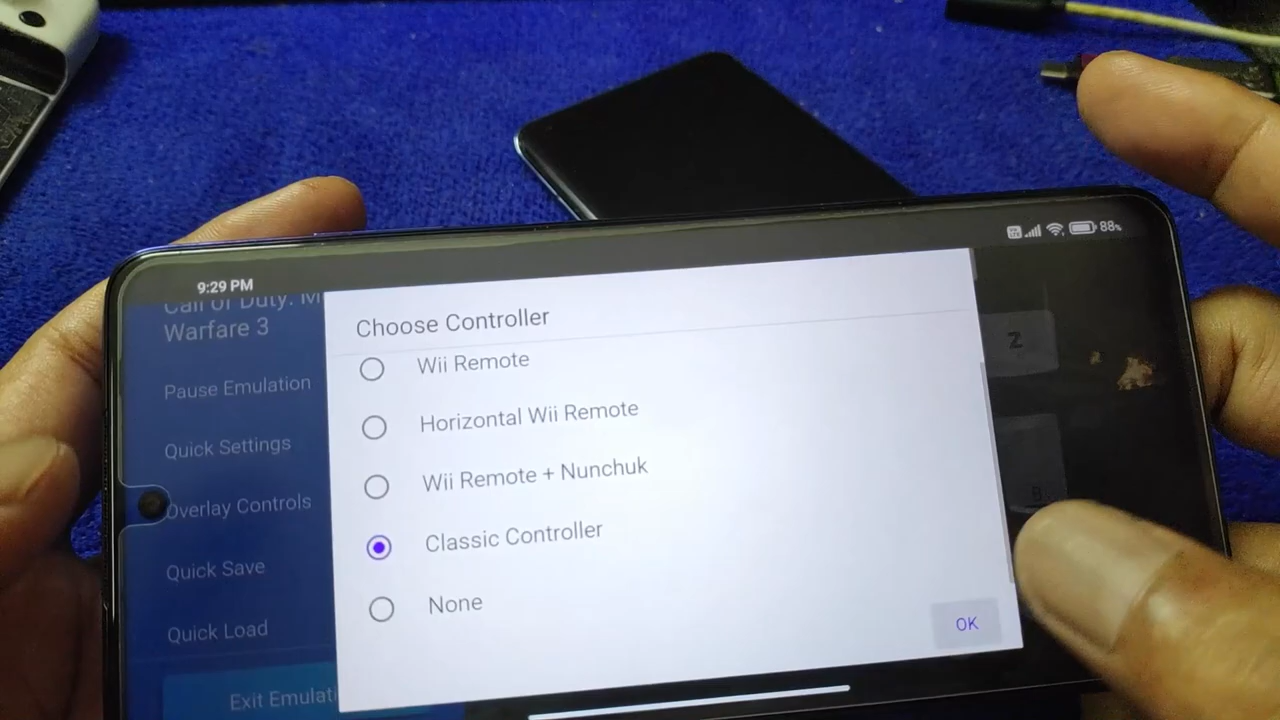 9:29 PM
88%
Call of Duty: M
Warfare 3
Pause Emulation
Quick Settings
Overlay Controls
Quick Save
Quick Load
Exit Emulati
Choose Controller
Wii Remote
Horizontal Wii Remote
Wii Remote + Nunchuk
Classic Controller
None
OK
Z